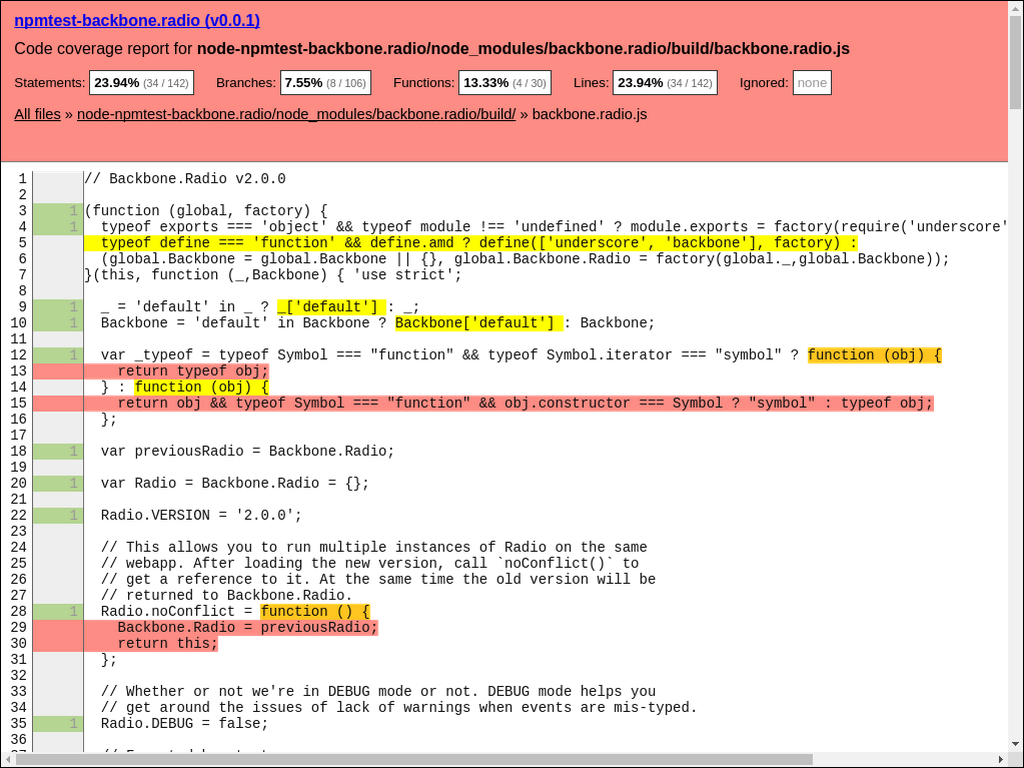 npmtest-backbone.radio (v0.0.1)
Code coverage report for node-npmtest-backbone.radio/node_modules/backbone.radio/build/backbone.radio.js
Statements: 23.94% (34 / 142) Branches: 7.55% (8 / 106) Functions: 13.33% (4 / 30) Lines: 23.94% (34 / 142) Ignored: none
All files » node-npmtest-backbone.radio/node_modules/backbone.radio/build/ » backbone.radio.js
1 // Backbone.Radio v2.0.0
2
3 1 (function (global, factory) {
4 1 typeof exports === 'object' && typeof module !== 'undefined' ? module.exports = factory(require('underscore'
5 typeof define === 'function' && define.amd ? define(['underscore', 'backbone'], factory) :
6 (global.Backbone = global.Backbone || {}, global.Backbone.Radio = factory(global._,global.Backbone));
7 }(this, function (_,Backbone) { 'use strict';
8
9 1 _ = 'default' in _ ? _['default'] : _;
10 1 Backbone = 'default' in Backbone ? Backbone['default'] : Backbone;
11
12 1 var _typeof = typeof Symbol === "function" && typeof Symbol.iterator === "symbol" ? function (obj) {
13 return typeof obj;
14 } : function (obj) {
15 return obj && typeof Symbol === "function" && obj.constructor === Symbol ? "symbol" : typeof obj;
16 };
17
18 1 var previousRadio = Backbone.Radio;
19
20 1 var Radio = Backbone.Radio = {};
21
22 1 Radio.VERSION = '2.0.0';
23
24 // This allows you to run multiple instances of Radio on the same
25 // webapp. After loading the new version, call `noConflict()` to
26 // get a reference to it. At the same time the old version will be
27 // returned to Backbone.Radio.
28 1 Radio.noConflict = function () {
29 Backbone.Radio = previousRadio;
30 return this;
31 };
32
33 // Whether or not we're in DEBUG mode or not. DEBUG mode helps you
34 // get around the issues of lack of warnings when events are mis-typed.
35 1 Radio.DEBUG = false;
36